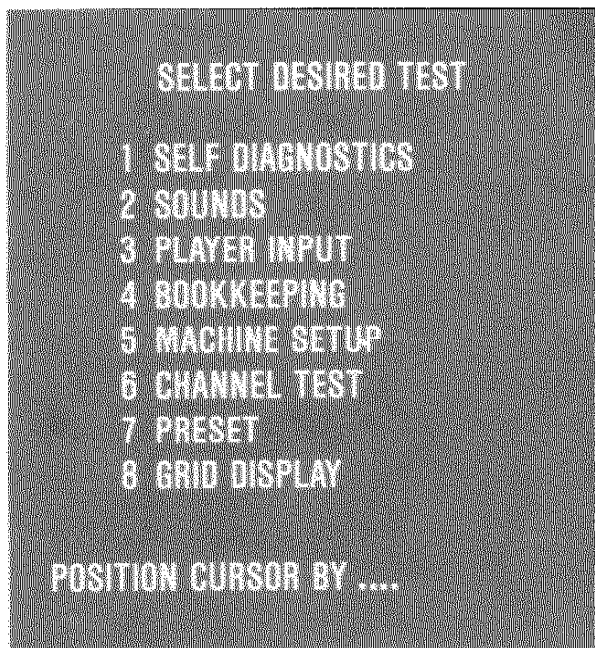 SELECT DESIRED TEST
1 SELF DIAGNOSTICS
2 SOUNDS
3 PLAYER INPUT
4 BOOKKEEPING
5 MACHINE SETUP
6 CHANNEL TEST
7 PRESET
8 GRID DISPLAY
POSITION CURSOR BY ....